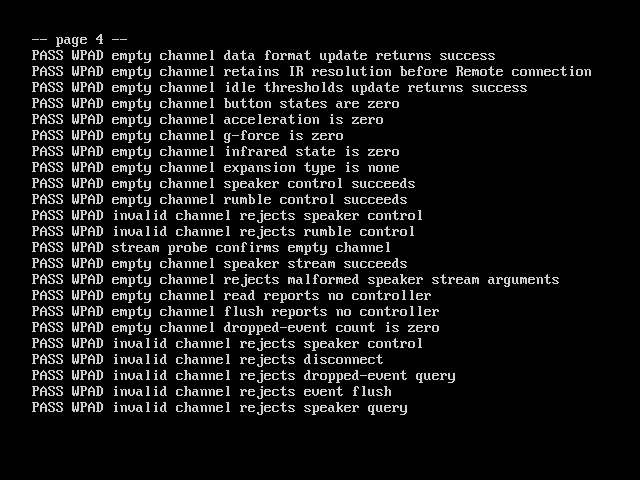 -- page 4 --
PASS WPAD empty channel data format update returns success
PASS WPAD empty channel retains IR resolution before Remote connection
PASS WPAD empty channel idle thresholds update returns success
PASS WPAD empty channel button states are zero
PASS WPAD empty channel acceleration is zero
PASS WPAD empty channel g-force is zero
PASS WPAD empty channel infrared state is zero
PASS WPAD empty channel expansion type is none
PASS WPAD empty channel speaker control succeeds
PASS WPAD empty channel rumble control succeeds
PASS WPAD invalid channel rejects speaker control
PASS WPAD invalid channel rejects rumble control
PASS WPAD stream probe confirms empty channel
PASS WPAD empty channel speaker stream succeeds
PASS WPAD empty channel rejects malformed speaker stream arguments
PASS WPAD empty channel read reports no controller
PASS WPAD empty channel flush reports no controller
PASS WPAD empty channel dropped-event count is zero
PASS WPAD invalid channel rejects speaker control
PASS WPAD invalid channel rejects disconnect
PASS WPAD invalid channel rejects dropped-event query
PASS WPAD invalid channel rejects event flush
PASS WPAD invalid channel rejects speaker query